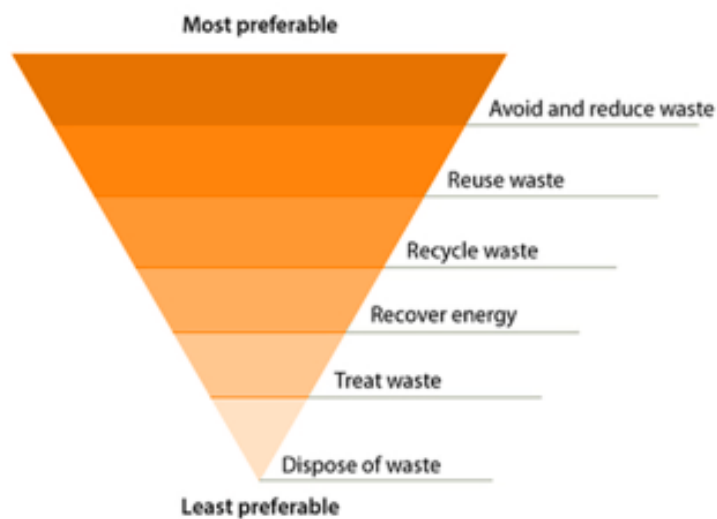 Most preferable
Avoid and reduce waste
Reuse waste
Recycle waste
Recover energy
Treat waste
Dispose of waste
Least preferable